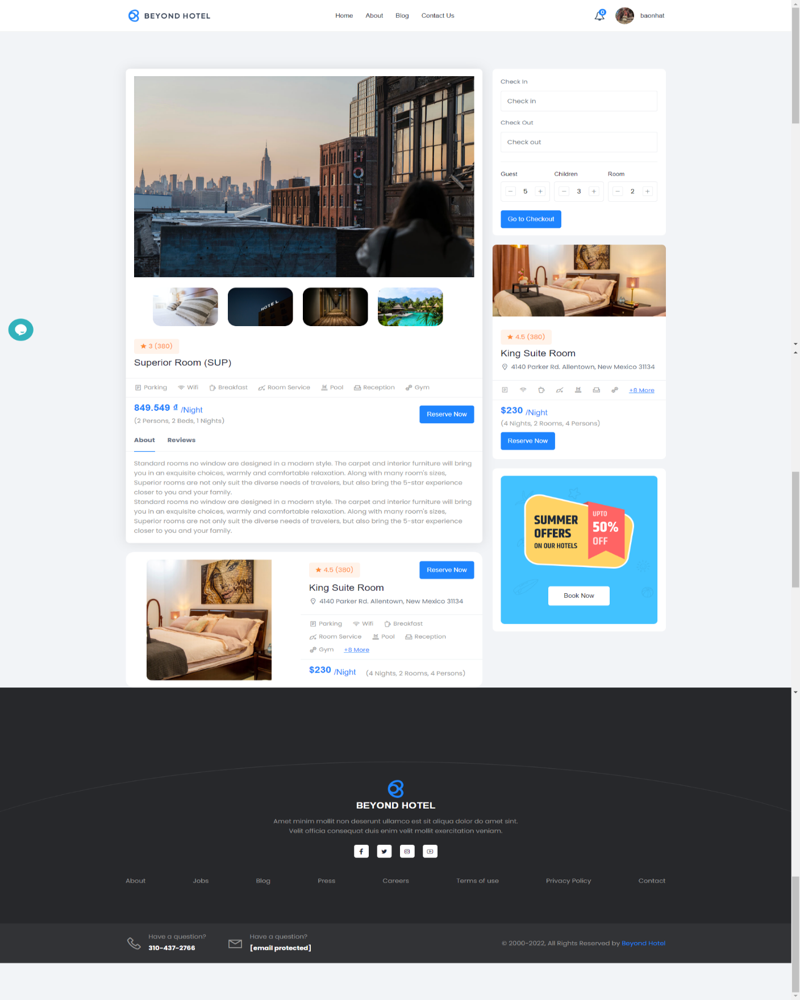 BEYOND HOTEL
Home About Blog Contact Us
0
baonhat
HOTEL
HOTEL
3 (380)
Superior Room (SUP)
Parking Wifi Breakfast Room Service Pool Reception Gym
849.549 ₫ /Night
(2 Persons, 2 Beds, 1 Nights)
Reserve Now
About Reviews
Standard rooms no window are designed in a modern style. The carpet and interior furniture will bring
you in an exquisite choices, warmly and comfortable relaxation. Along with many room's sizes,
Superior rooms are not only suit the diverse needs of travelers, but also bring the 5-star experience
closer to you and your family.
Standard rooms no window are designed in a modern style. The carpet and interior furniture will bring
you in an exquisite choices, warmly and comfortable relaxation. Along with many room's sizes,
Superior rooms are not only suit the diverse needs of travelers, but also bring the 5-star experience
closer to you and your family.
4.5 (380)
Reserve Now
King Suite Room
4140 Parker Rd. Allentown, New Mexico 31134
Parking Wifi Breakfast
Room Service Pool Reception
Gym +8 More
$230 /Night (4 Nights, 2 Rooms, 4 Persons)
Check In
Check in
Check Out
Check out
Guest Children Room
− 5 + − 3 + − 2 +
Go to Checkout
4.5 (380)
King Suite Room
4140 Parker Rd. Allentown, New Mexico 31134
+8 More
$230 /Night
(4 Nights, 2 Rooms, 4 Persons)
Reserve Now
SUMMER
OFFERS
ON OUR HOTELS
UPTO
50%
OFF
Book Now
BEYOND HOTEL
Amet minim mollit non deserunt ullamco est sit aliqua dolor do amet sint.
Velit officia consequat duis enim velit mollit exercitation veniam.
About Jobs Blog Press Careers Terms of use Privacy Policy Contact
Have a question?
310-437-2766
Have a question?
[email protected]
© 2000-2022, All Rights Reserved by Beyond Hotel